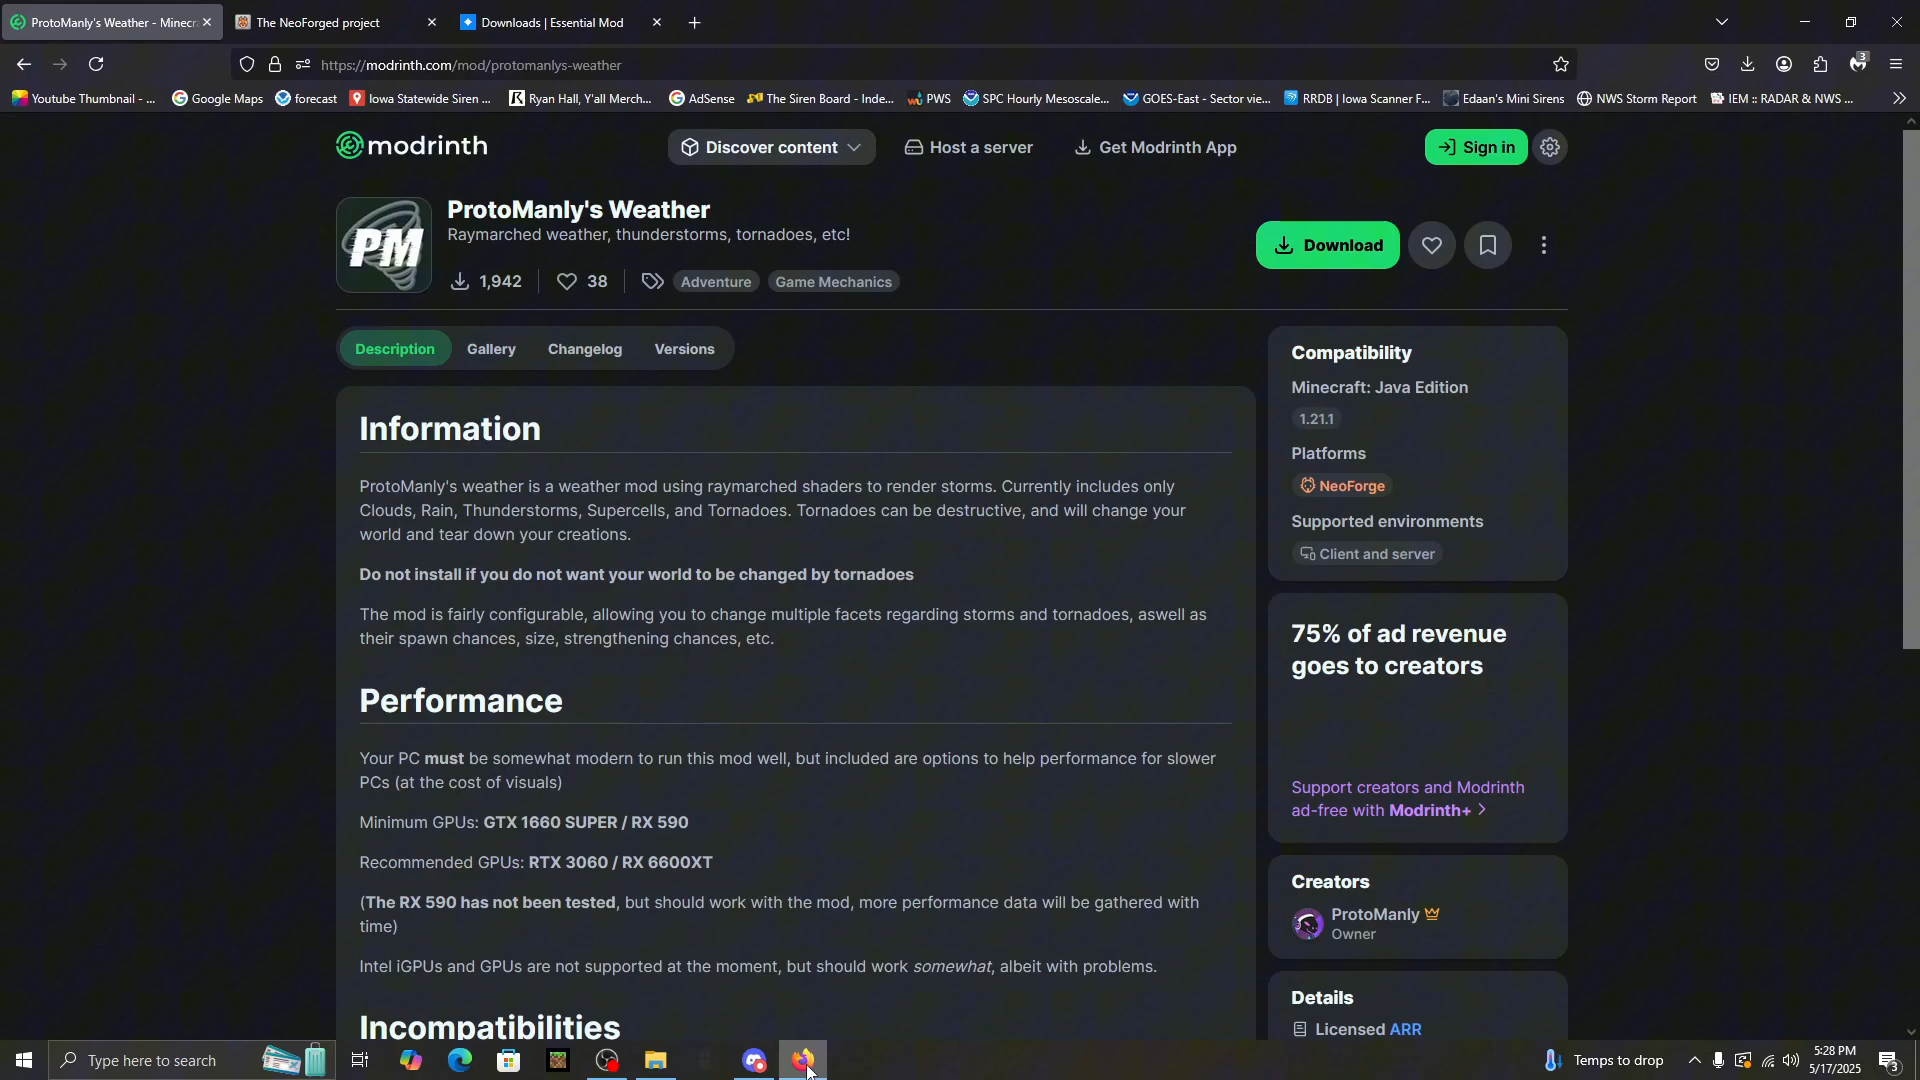 ProtoManly's Weather - Minecr
The NeoForged project
Downloads | Essential Mod
https://modrinth.com/mod/protomanlys-weather
3
Youtube Thumbnail - ...
Google Maps
forecast
Iowa Statewide Siren ...
Ryan Hall, Y'all Merch...
AdSense
The Siren Board - Inde...
PWS
SPC Hourly Mesoscale...
GOES-East - Sector vie...
RRDB | Iowa Scanner F...
Edaan's Mini Sirens
NWS Storm Report
IEM :: RADAR & NWS ...
modrinth
Discover content
Host a server
Get Modrinth App
Sign in
PM
ProtoManly's Weather
Raymarched weather, thunderstorms, tornadoes, etc!
1,942
38
Adventure
Game Mechanics
Download
Description
Gallery
Changelog
Versions
Information
ProtoManly's weather is a weather mod using raymarched shaders to render storms. Currently includes only
Clouds, Rain, Thunderstorms, Supercells, and Tornadoes. Tornadoes can be destructive, and will change your
world and tear down your creations.
Do not install if you do not want your world to be changed by tornadoes
The mod is fairly configurable, allowing you to change multiple facets regarding storms and tornadoes, aswell as
their spawn chances, size, strengthening chances, etc.
Performance
Your PC must be somewhat modern to run this mod well, but included are options to help performance for slower
PCs (at the cost of visuals)
Minimum GPUs: GTX 1660 SUPER / RX 590
Recommended GPUs: RTX 3060 / RX 6600XT
(The RX 590 has not been tested, but should work with the mod, more performance data will be gathered with
time)
Intel iGPUs and GPUs are not supported at the moment, but should work somewhat, albeit with problems.
Incompatibilities
Compatibility
Minecraft: Java Edition
1.21.1
Platforms
NeoForge
Supported environments
Client and server
75% of ad revenue
goes to creators
Support creators and Modrinth
ad-free with Modrinth+
Creators
ProtoManly
Owner
Details
Licensed ARR
Type here to search
Temps to drop
5:28 PM
5/17/2025
3